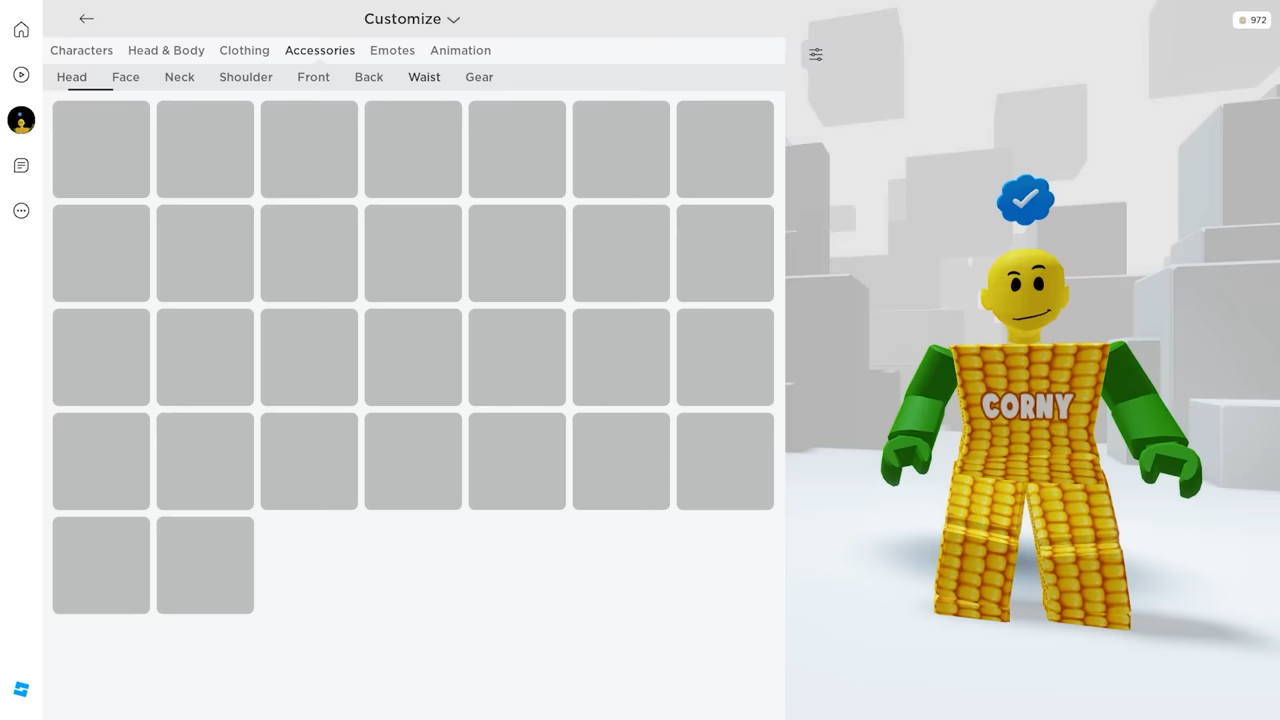 Customize
972
Characters Head & Body Clothing Accessories Emotes Animation
Head Face Neck Shoulder Front Back Waist Gear
CORNY